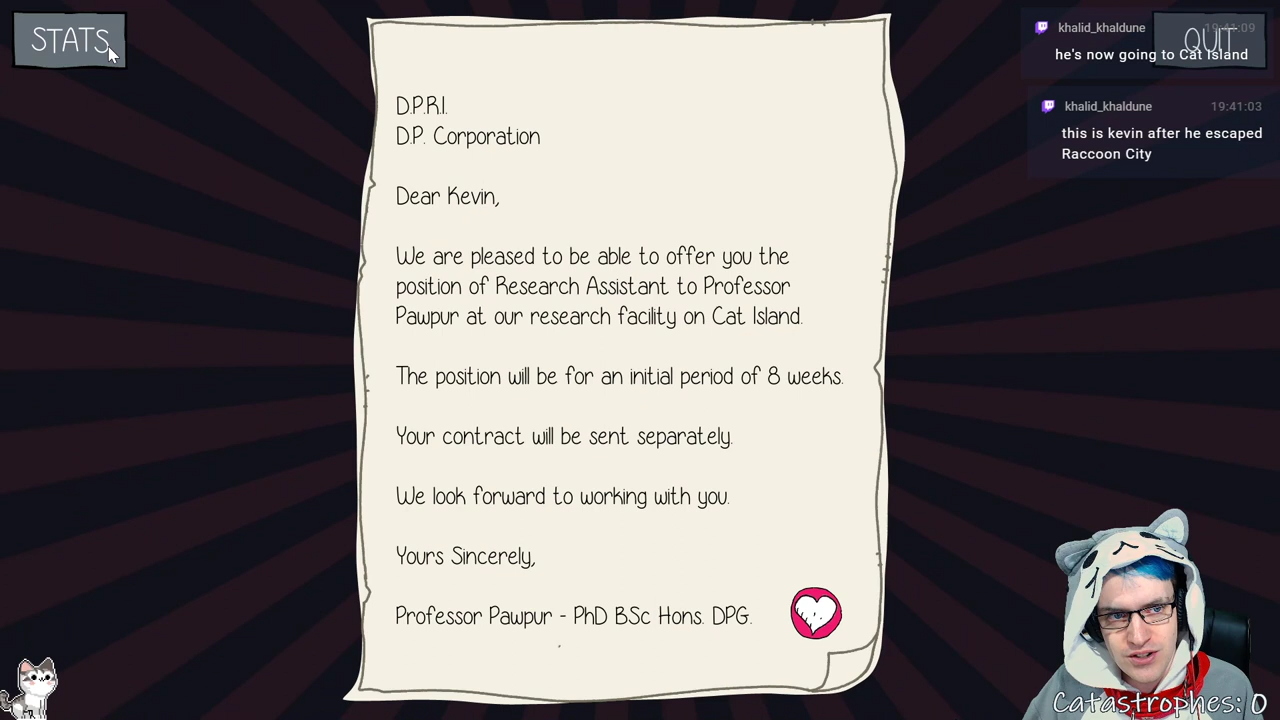 STATS
D.P.R.I.
D.P. Corporation
Dear Kevin,
We are pleased to be able to offer you the
position of Research Assistant to Professor
Pawpur at our research facility on Cat Island.
The position will be for an initial period of 8 weeks.
Your contract will be sent separately.
We look forward to working with you.
Yours Sincerely,
Professor Pawpur - PhD BSc Hons. DPG.
QUIT
khalid_khaldune 19:41:09
he's now going to Cat Island
khalid_khaldune 19:41:03
this is kevin after he escaped
Raccoon City
Catastrophes: 0